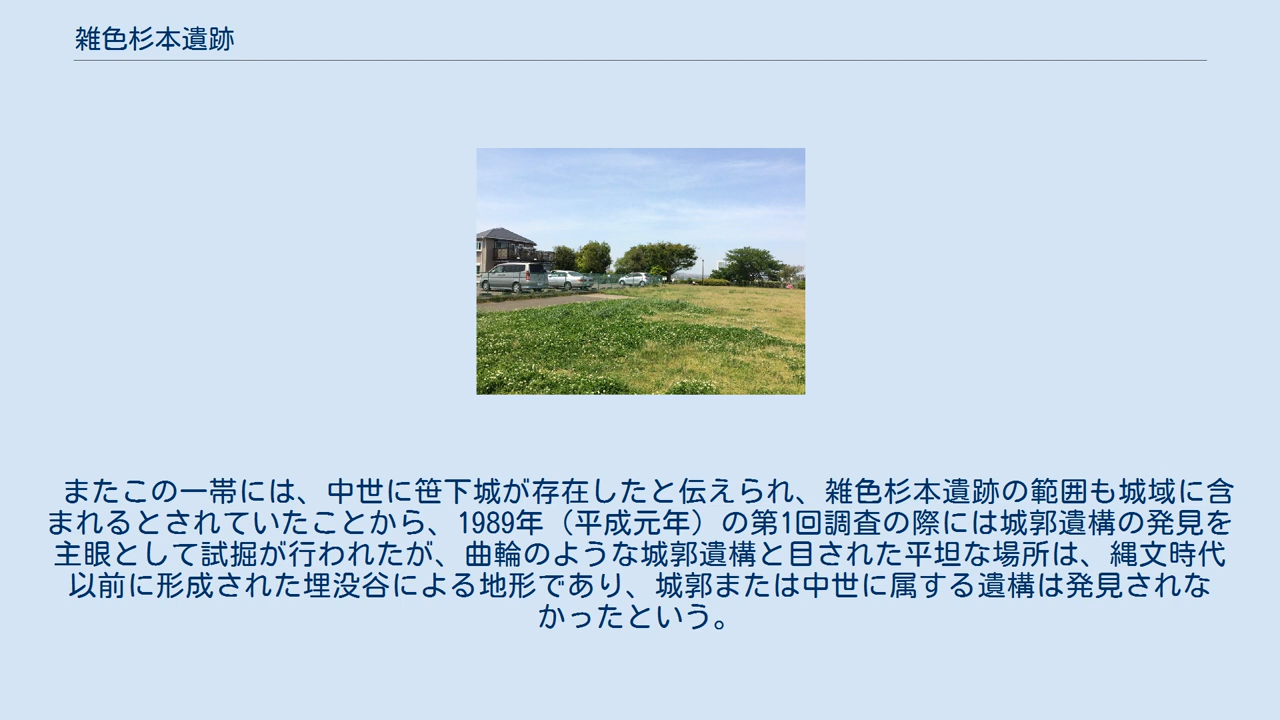 雑色杉本遺跡
またこの一帯には、中世に笹下城が存在したと伝えられ、雑色杉本遺跡の範囲も城域に含
まれるとされていたことから、1989年（平成元年）の第1回調査の際には城郭遺構の発見を
主眼として試掘が行われたが、曲輪のような城郭遺構と目された平坦な場所は、縄文時代
以前に形成された埋没谷による地形であり、城郭または中世に属する遺構は発見されな
かったという。